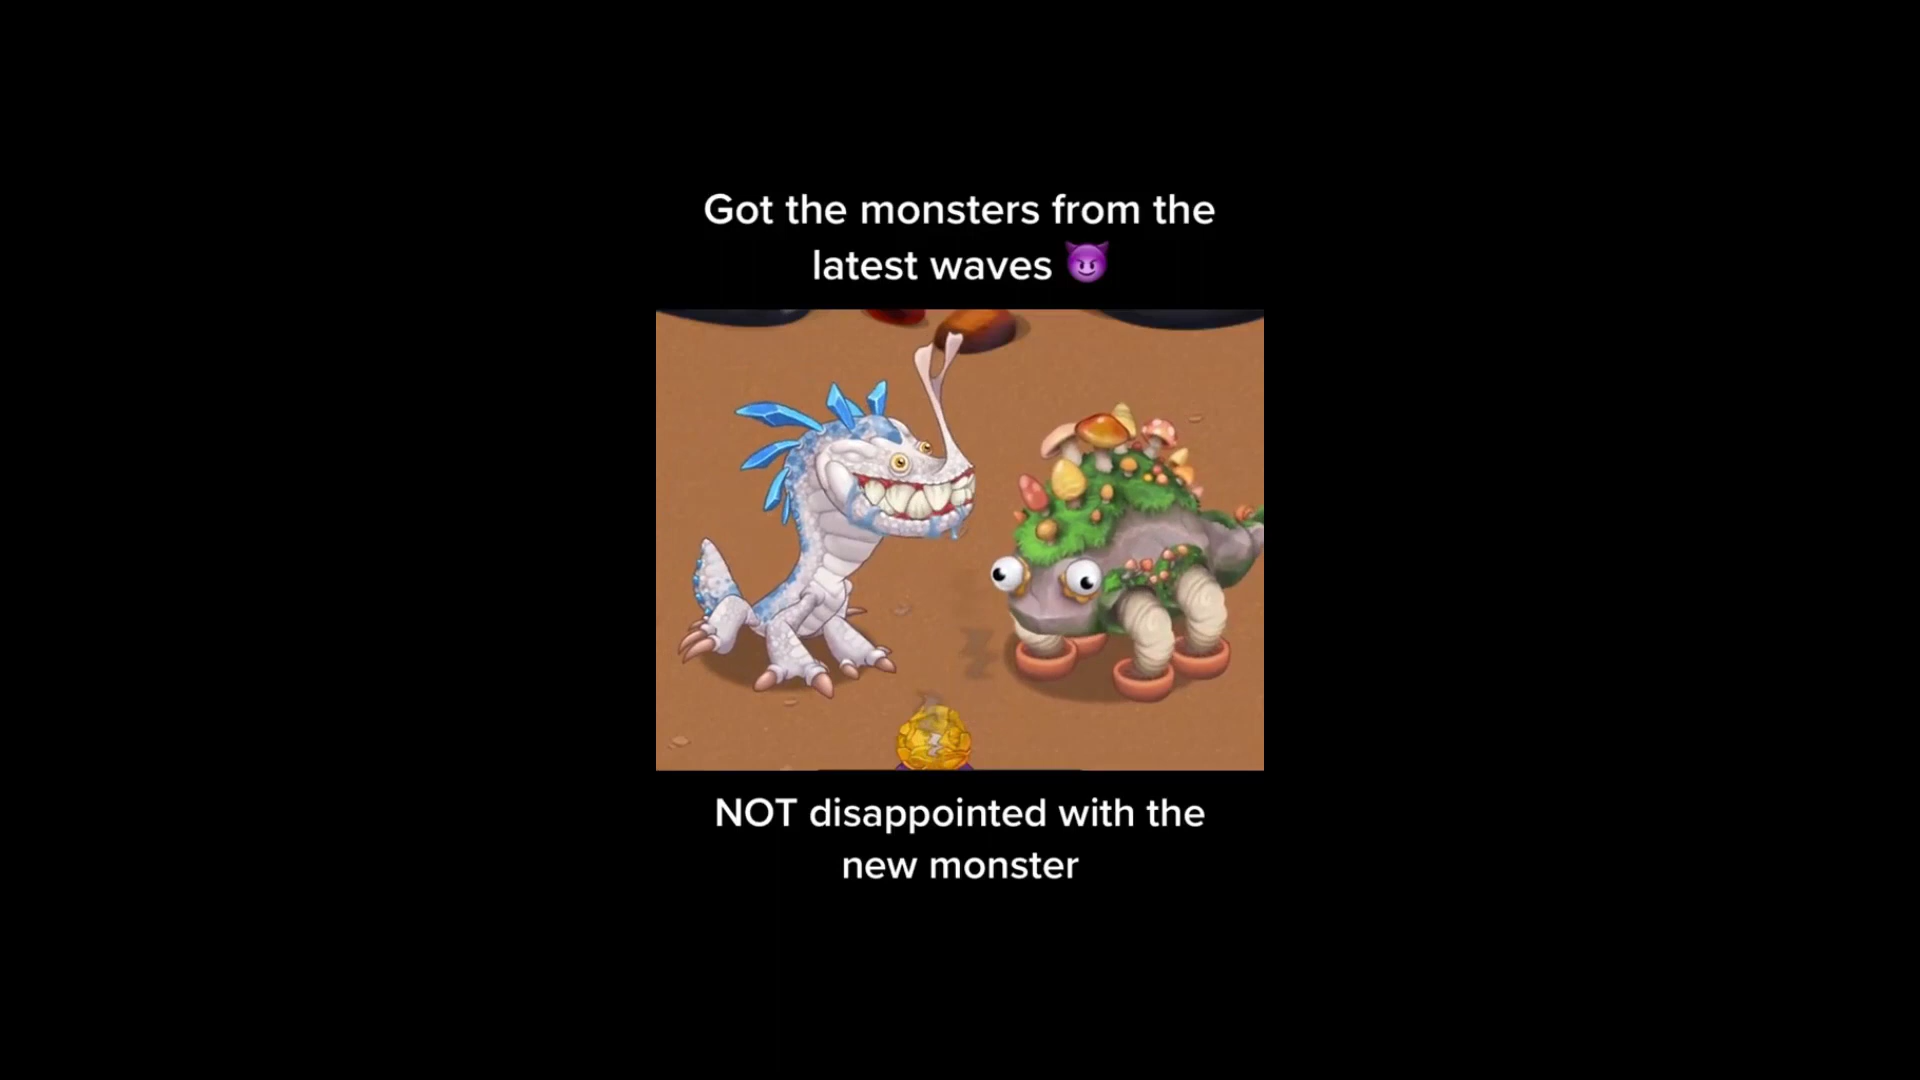 Got the monsters from the
latest waves 😈
NOT disappointed with the
new monster